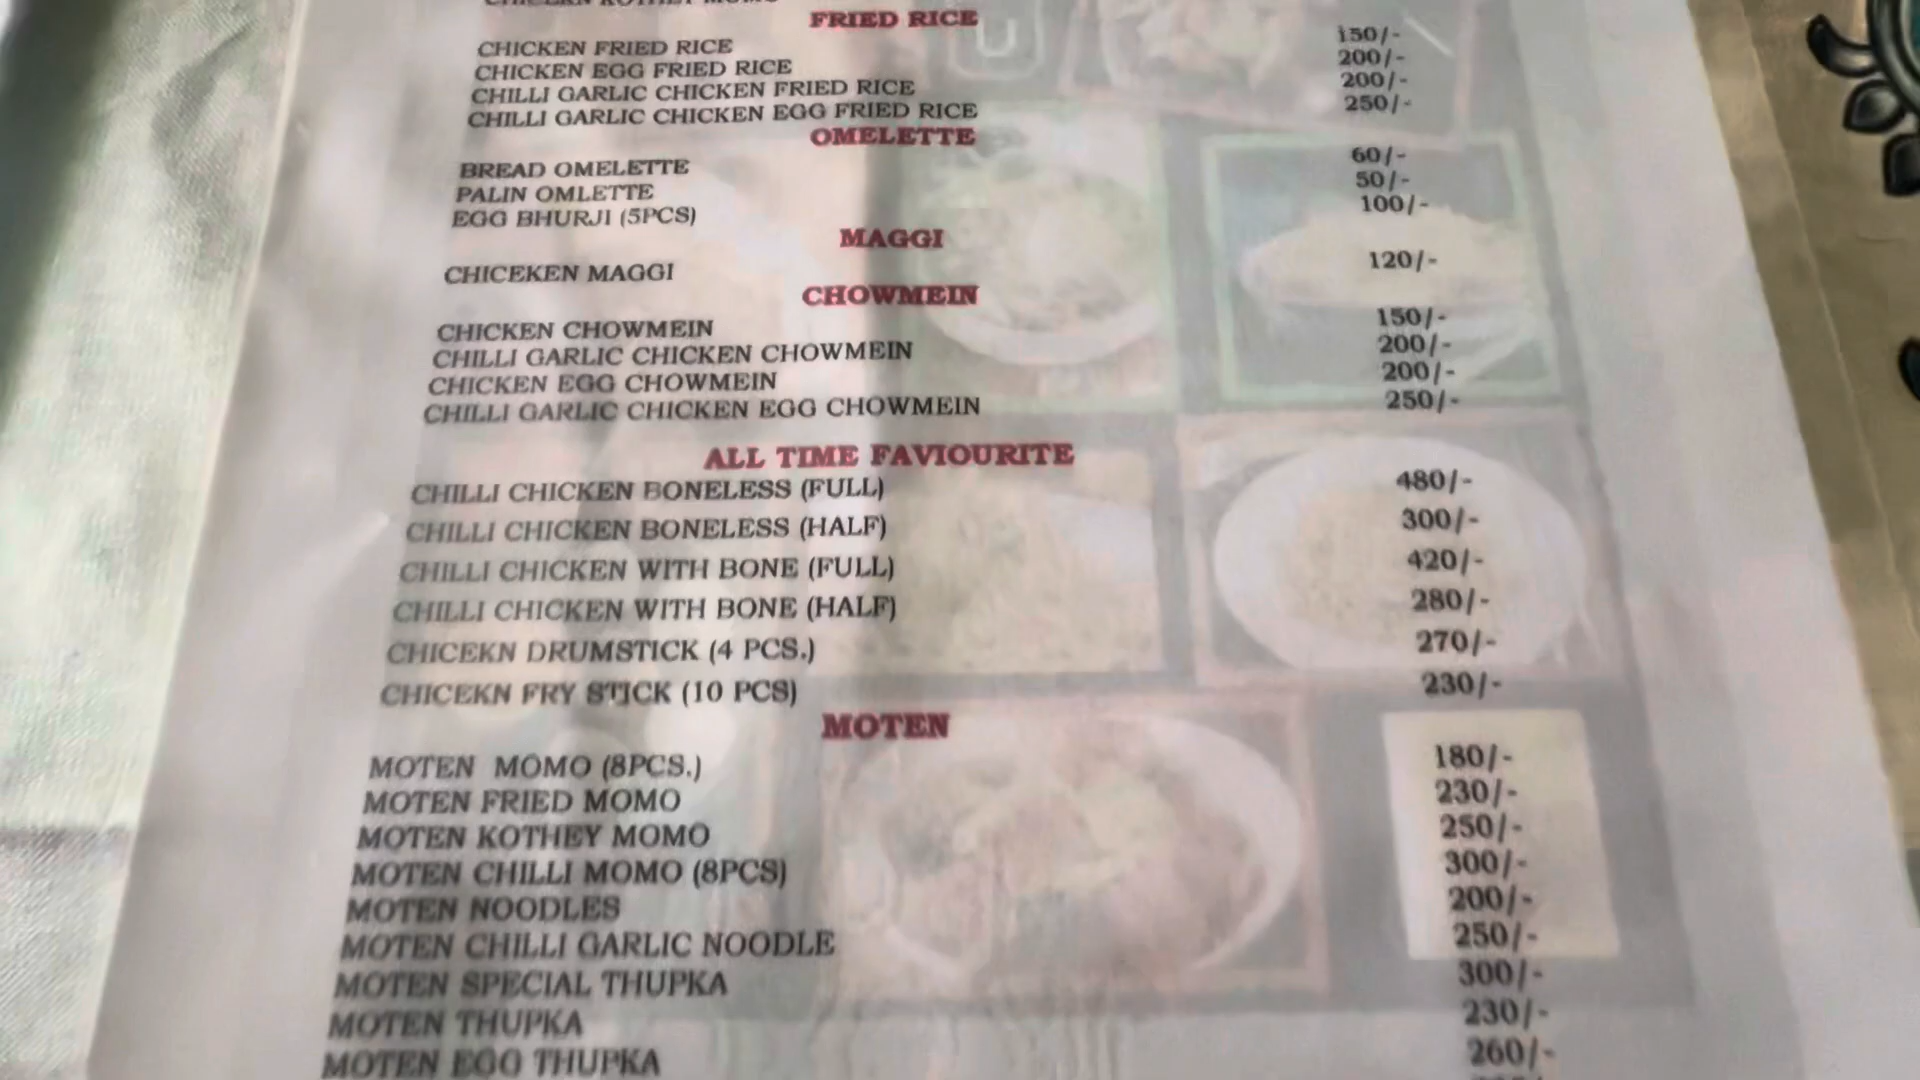 CHICEKN KOTHEY MOMO
FRIED RICE
CHICKEN FRIED RICE 150/-
CHICKEN EGG FRIED RICE 200/-
CHILLI GARLIC CHICKEN FRIED RICE 200/-
CHILLI GARLIC CHICKEN EGG FRIED RICE 250/-
OMELETTE
BREAD OMELETTE 60/-
PALIN OMLETTE 50/-
EGG BHURJI (5PCS) 100/-
MAGGI
CHICEKEN MAGGI 120/-
CHOWMEIN
CHICKEN CHOWMEIN 150/-
CHILLI GARLIC CHICKEN CHOWMEIN 200/-
CHICKEN EGG CHOWMEIN 200/-
CHILLI GARLIC CHICKEN EGG CHOWMEIN 250/-
ALL TIME FAVIOURITE
CHILLI CHICKEN BONELESS (FULL) 480/-
CHILLI CHICKEN BONELESS (HALF) 300/-
CHILLI CHICKEN WITH BONE (FULL) 420/-
CHILLI CHICKEN WITH BONE (HALF) 280/-
CHICEKN DRUMSTICK (4 PCS.) 270/-
CHICEKN FRY STICK (10 PCS) 230/-
MOTEN
MOTEN MOMO (8PCS.) 180/-
MOTEN FRIED MOMO 230/-
MOTEN KOTHEY MOMO 250/-
MOTEN CHILLI MOMO (8PCS) 300/-
MOTEN NOODLES 200/-
MOTEN CHILLI GARLIC NOODLE 250/-
MOTEN SPECIAL THUPKA 300/-
MOTEN THUPKA 230/-
MOTEN EGG THUPKA 260/-